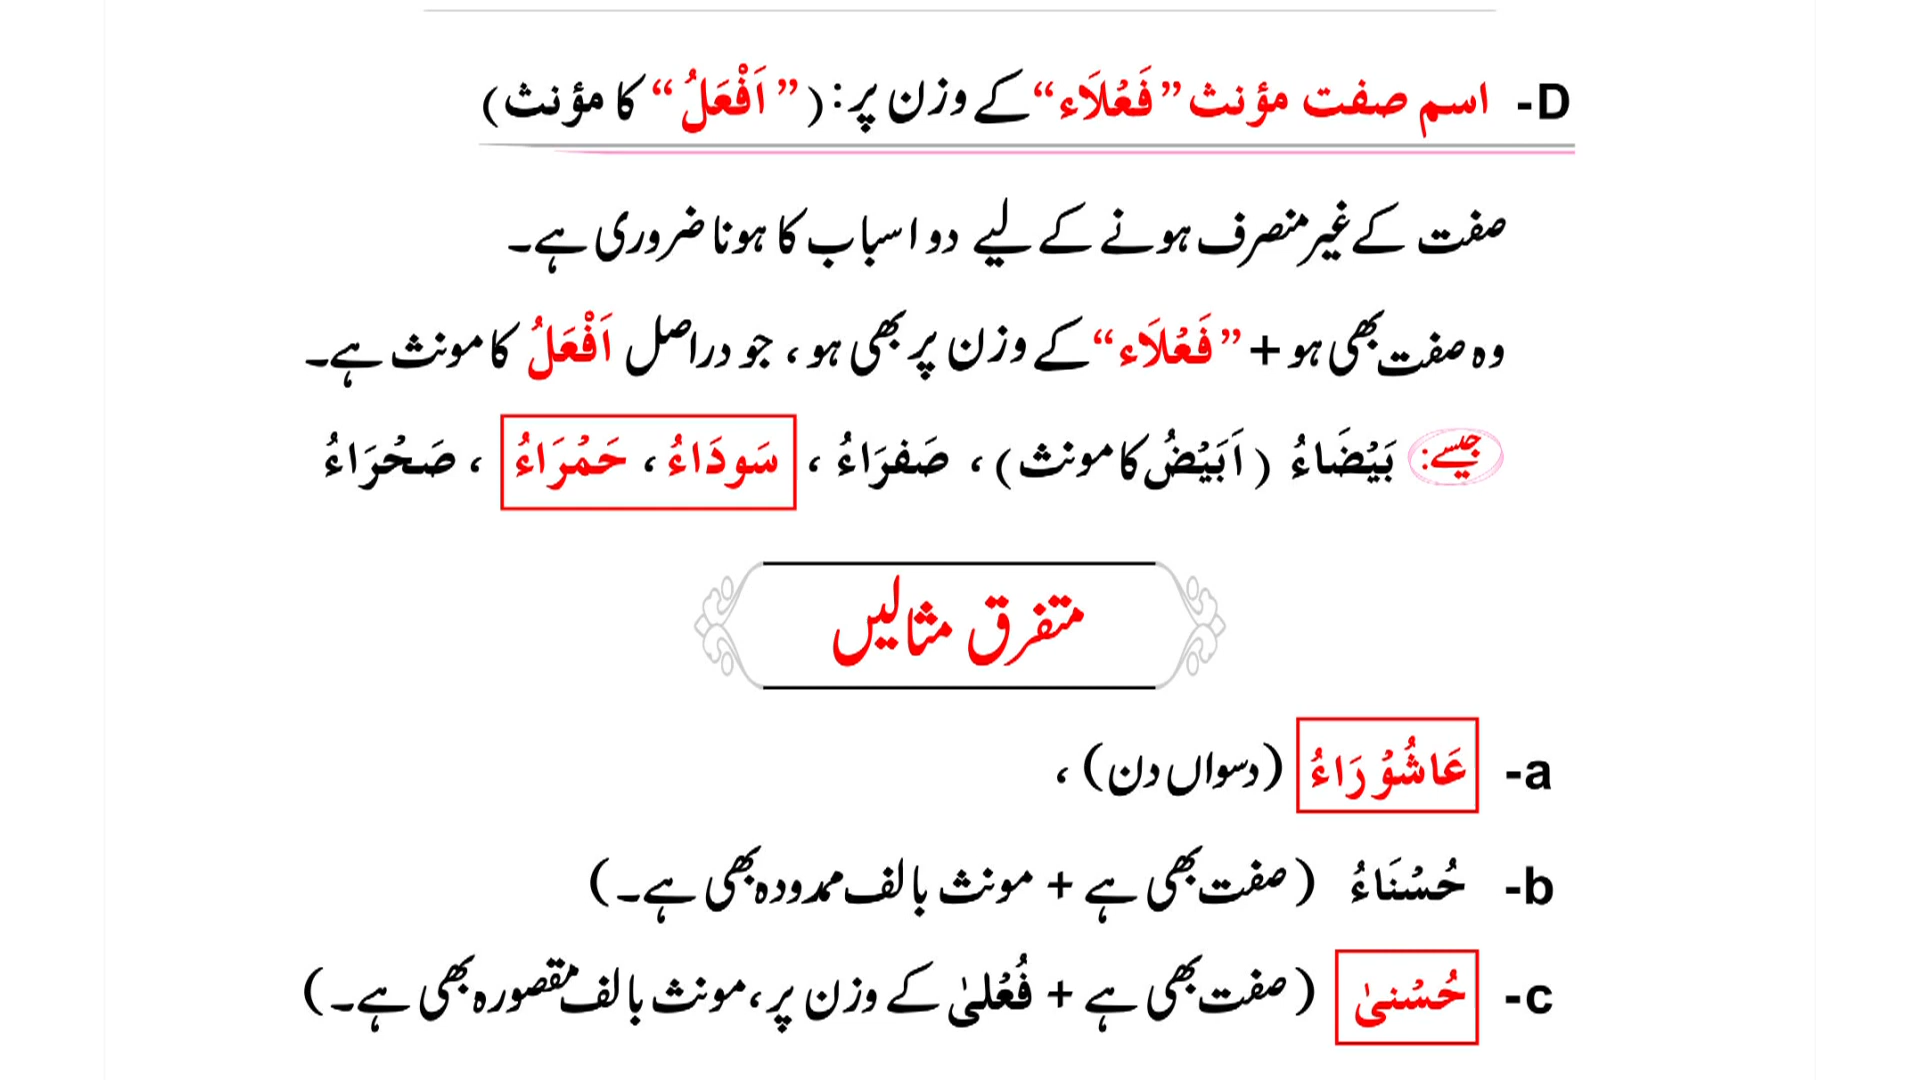 D- اسم صفت مؤنث ”فَعْلَاء“ کے وزن پر: (”اَفْعَلُ“ کا مؤنث)
صفت کے غیر منصرف ہونے کے لیے دو اسباب کا ہونا ضروری ہے۔
وہ صفت بھی ہو + ”فَعْلَاء“ کے وزن پر بھی ہو، جو دراصل اَفْعَلُ کا مونث ہے۔
جیسے: بَيْضَاءُ (اَبَيْضُ کا مونث)، صَفرَاءُ، سَودَاءُ، حَمْرَاءُ، صَحْرَاءُ
متفرق مثالیں
a- عَاشُوْرَاءُ (دسواں دن)،
b- حُسْنَاءُ (صفت بھی ہے + مونث بالف ممدودہ بھی ہے۔)
c- حُسْنیٰ (صفت بھی ہے + فُعْلیٰ کے وزن پر، مونث بالف مقصورہ بھی ہے۔)